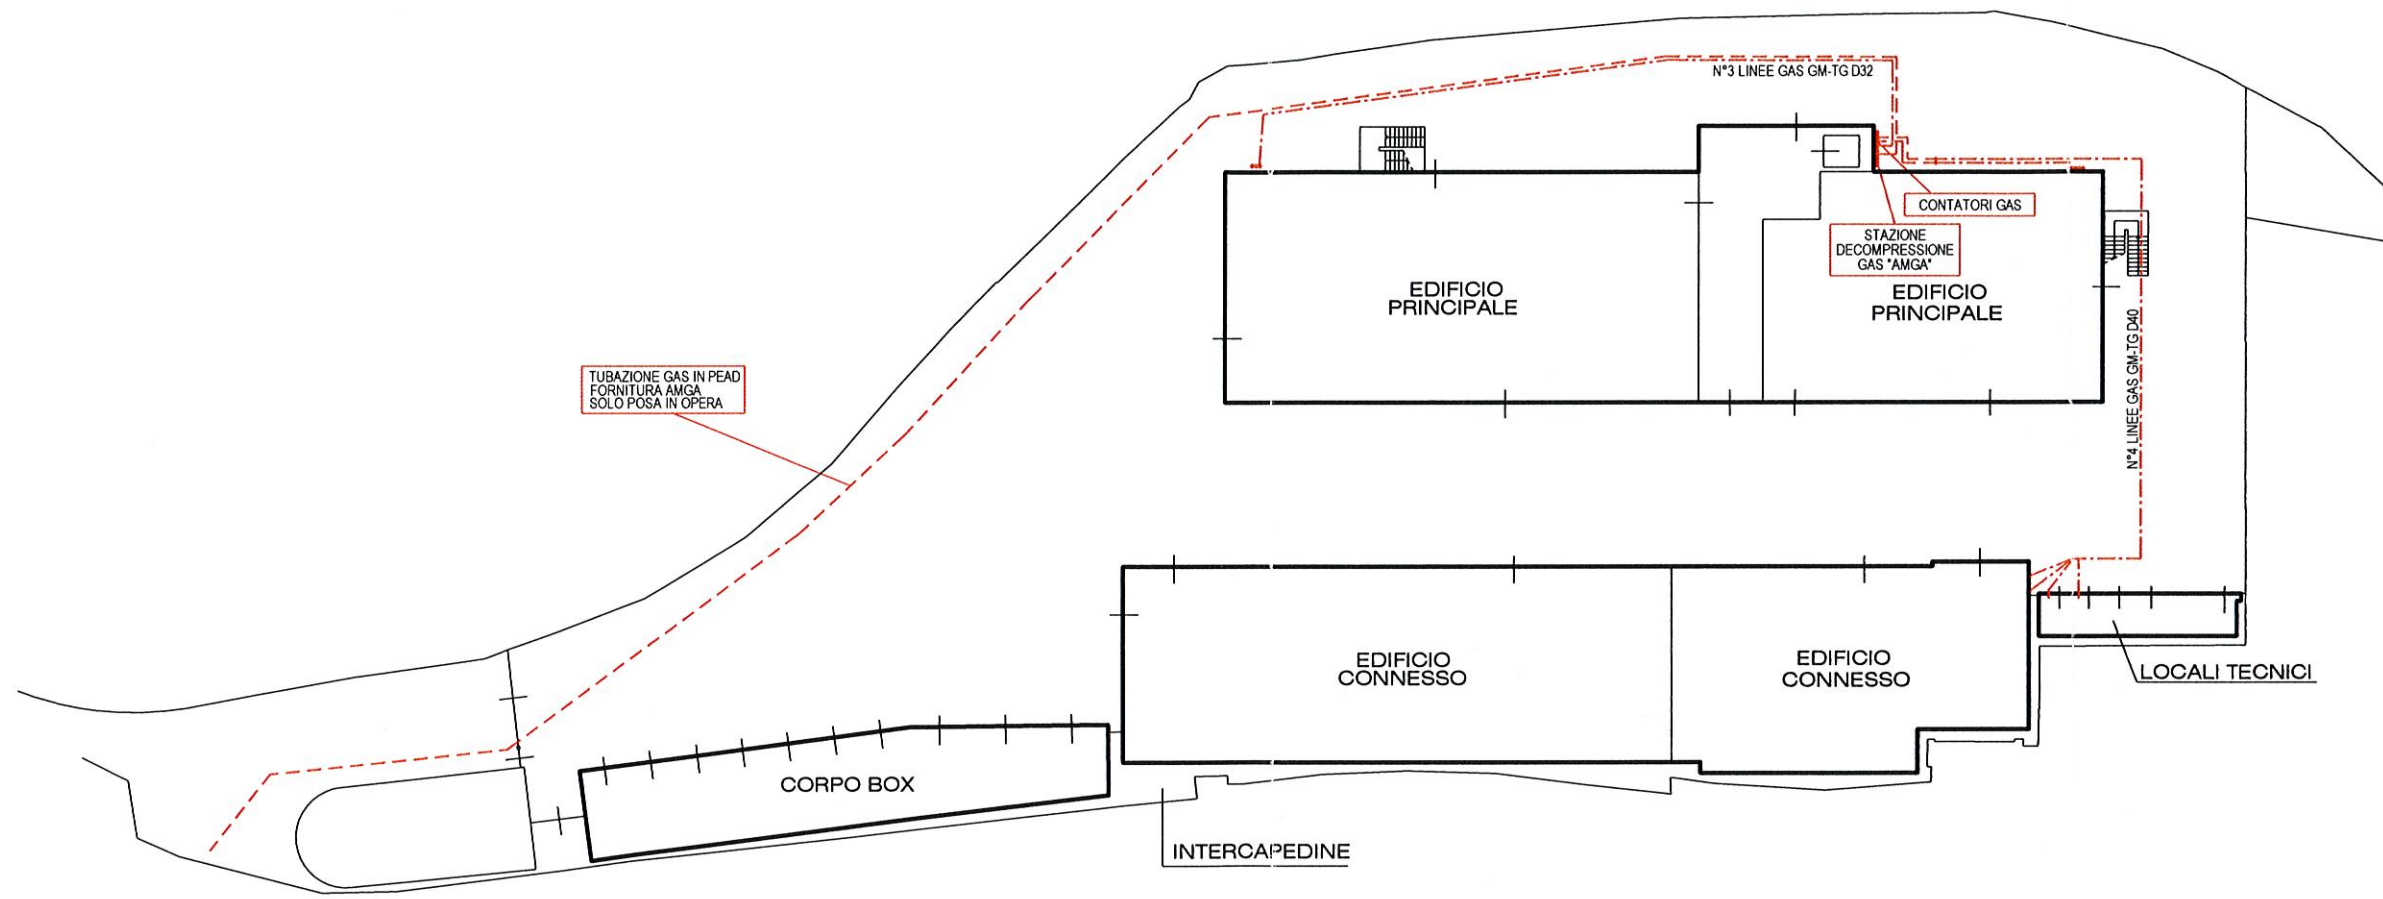 N°3 LINEE GAS GM-TG D32
CONTATORI GAS
STAZIONE
DECOMPRESSIONE
GAS "AMGA"
EDIFICIO
PRINCIPALE
EDIFICIO
PRINCIPALE
N°4 LINEE GAS GM-TG D40
TUBAZIONE GAS IN PEAD
FORNITURA AMGA
SOLO POSA IN OPERA
EDIFICIO
CONNESSO
EDIFICIO
CONNESSO
LOCALI TECNICI
CORPO BOX
INTERCAPEDINE